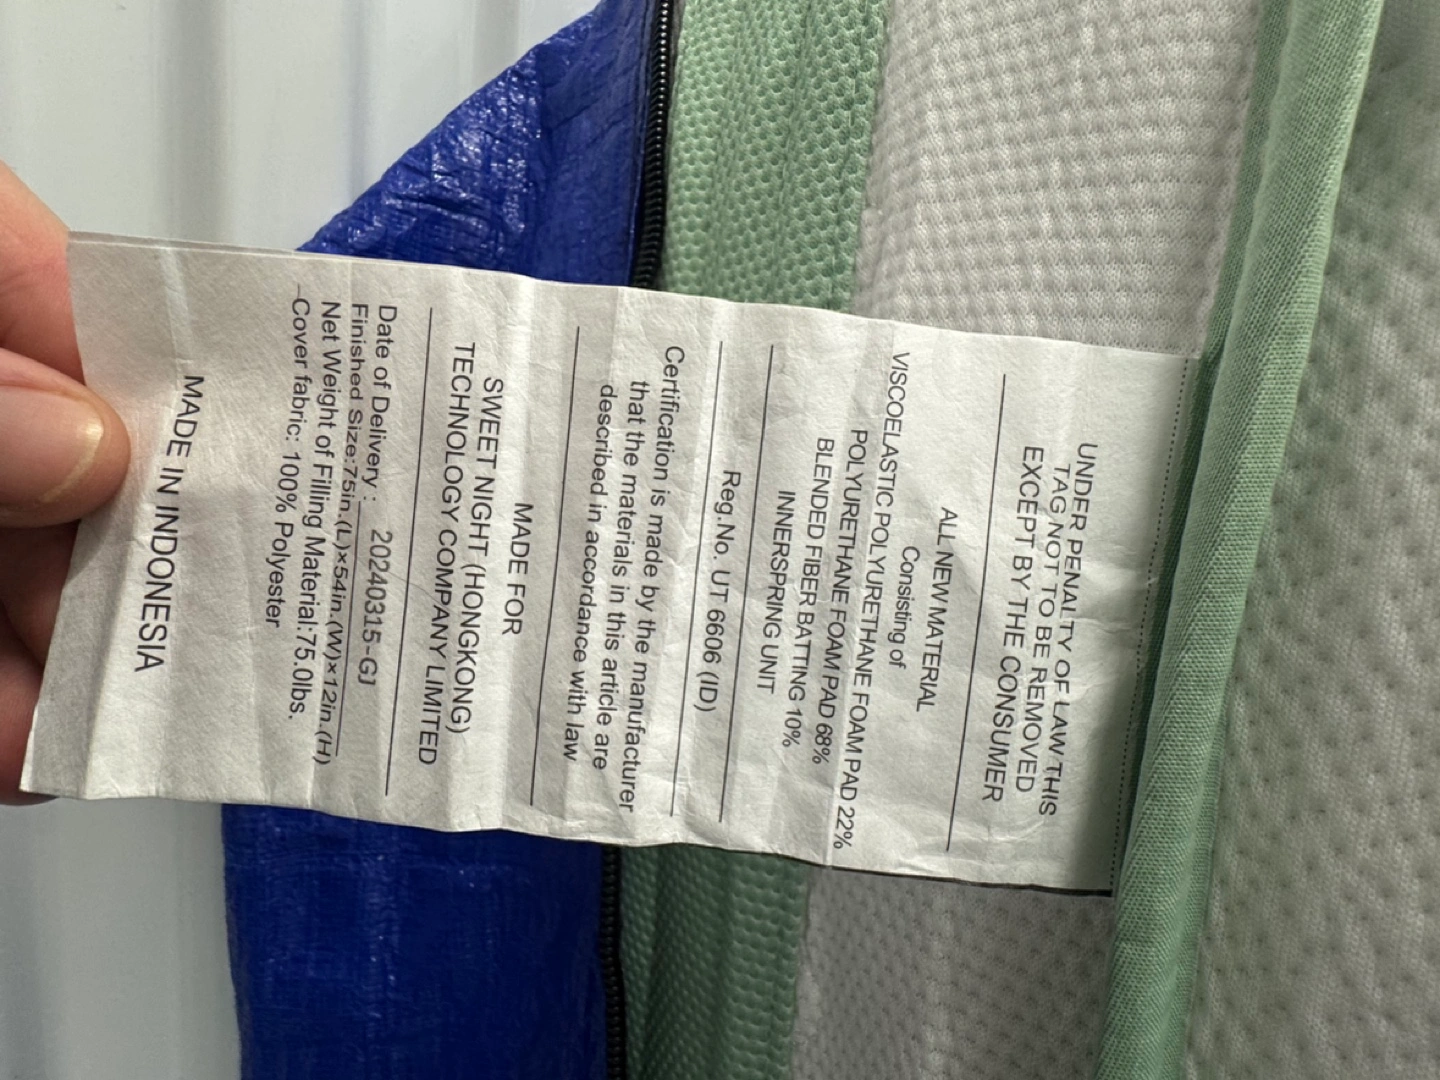 UNDER PENALTY OF LAW THIS
TAG NOT TO BE REMOVED
EXCEPT BY THE CONSUMER
ALL NEW MATERIAL
Consisting of
VISCOELASTIC POLYURETHANE FOAM PAD 22%
POLYURETHANE FOAM PAD 68%
BLENDED FIBER BATTING 10%
INNERSPRING UNIT
Reg.No. UT 6606 (ID)
Certification is made by the manufacturer
that the materials in this article are
described in accordance with law
MADE FOR
SWEET NIGHT (HONGKONG)
TECHNOLOGY COMPANY LIMITED
Date of Delivery : 20240315-GJ
Finished Size:75in.(L)×54in.(W)×12in.(H)
Net Weight of Filling Material:75.0lbs.
Cover fabric: 100% Polyester
MADE IN INDONESIA